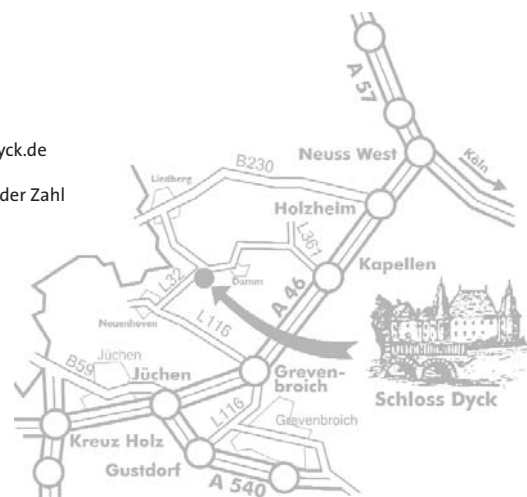 yck.de
der Zahl
A 57
Neuss West
Köln
B230
Liedberg
Holzheim
L361
Kapellen
L32
Damm
A 46
Neuenhoven
L116
Jüchen
B59
Jüchen
Greven-
broich
Schloss Dyck
L116
Grevenbroich
Kreuz Holz
Gustdorf
A 540